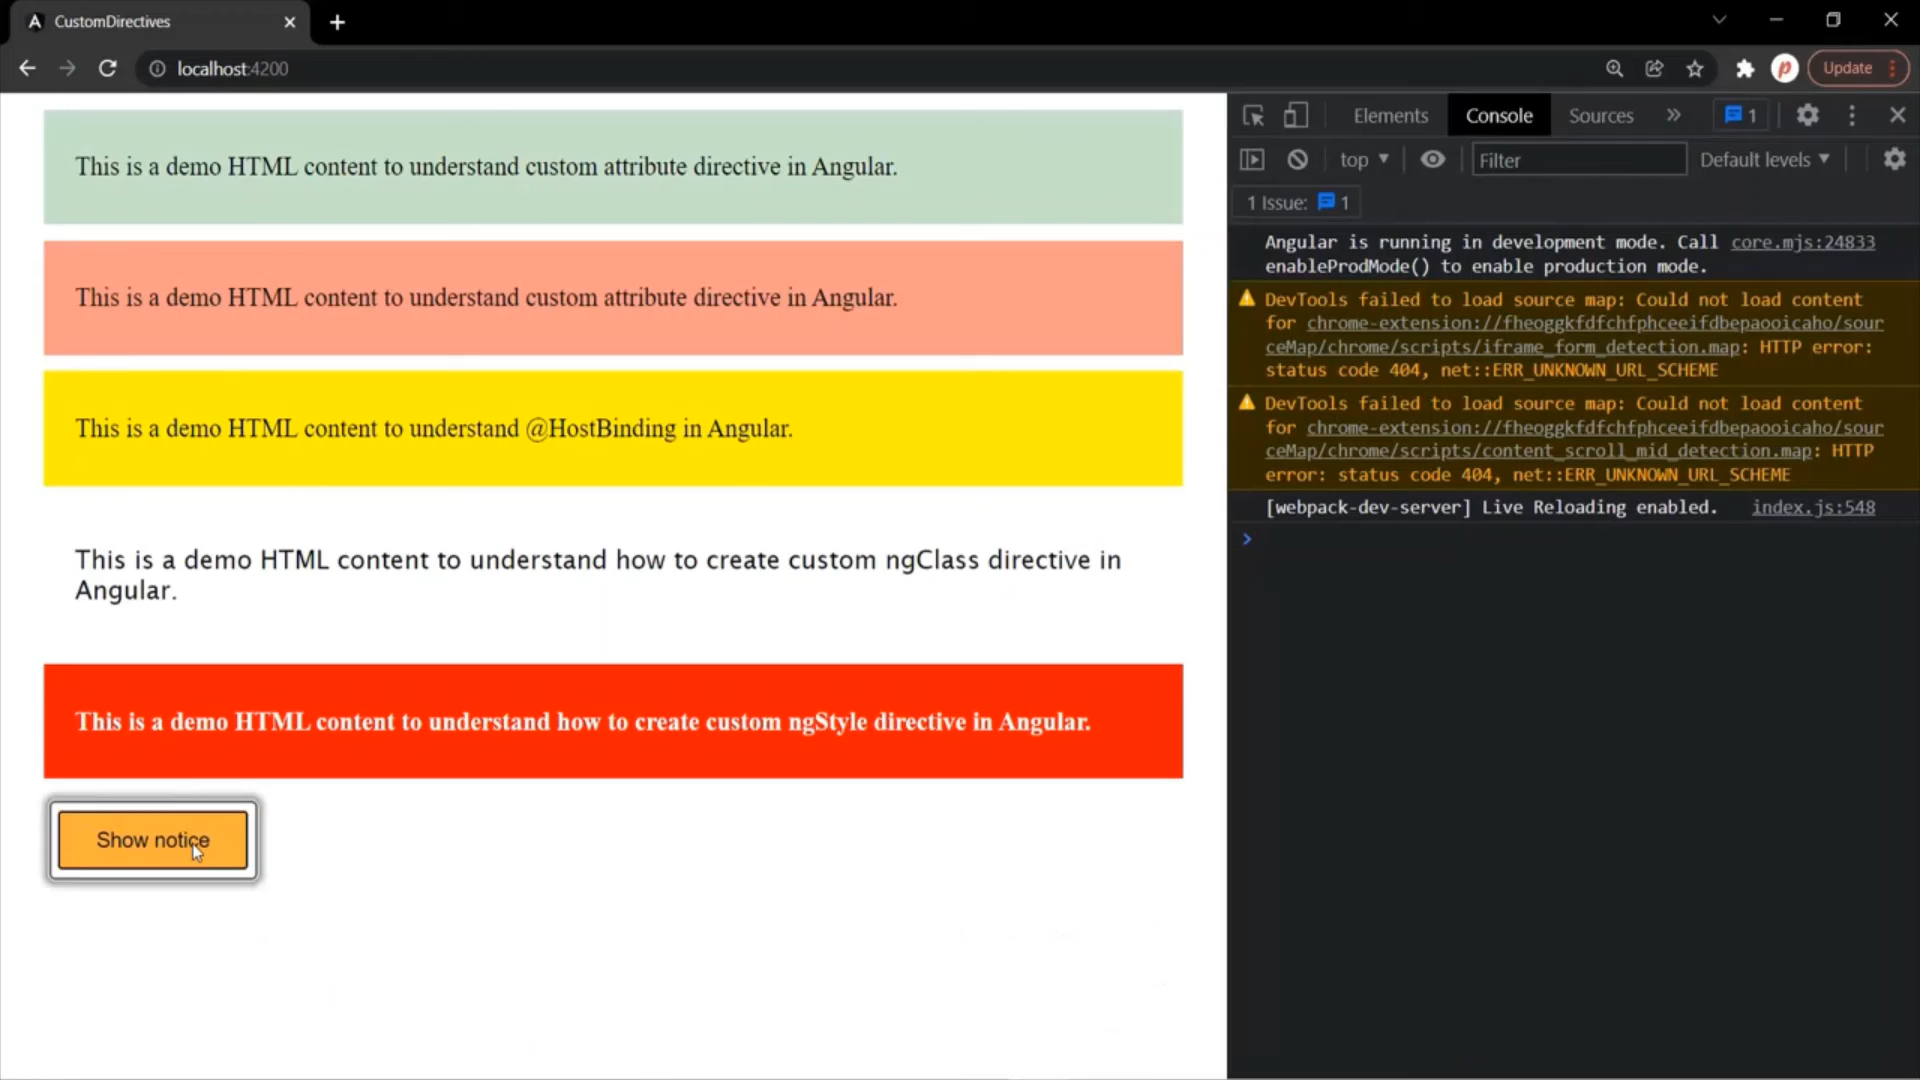 CustomDirectives
localhost:4200
Update
This is a demo HTML content to understand custom attribute directive in Angular.
This is a demo HTML content to understand custom attribute directive in Angular.
This is a demo HTML content to understand @HostBinding in Angular.
This is a demo HTML content to understand how to create custom ngClass directive in
Angular.
This is a demo HTML content to understand how to create custom ngStyle directive in Angular.
Show notice
Elements Console Sources » 1
top Filter Default levels
1 Issue: 1
Angular is running in development mode. Call core.mjs:24833
enableProdMode() to enable production mode.
DevTools failed to load source map: Could not load content
for chrome-extension://fheoggkfdfchfphceeifdbepaooicaho/sour
ceMap/chrome/scripts/iframe_form_detection.map: HTTP error:
status code 404, net::ERR_UNKNOWN_URL_SCHEME
DevTools failed to load source map: Could not load content
for chrome-extension://fheoggkfdfchfphceeifdbepaooicaho/sour
ceMap/chrome/scripts/content_scroll_mid_detection.map: HTTP
error: status code 404, net::ERR_UNKNOWN_URL_SCHEME
[webpack-dev-server] Live Reloading enabled. index.js:548